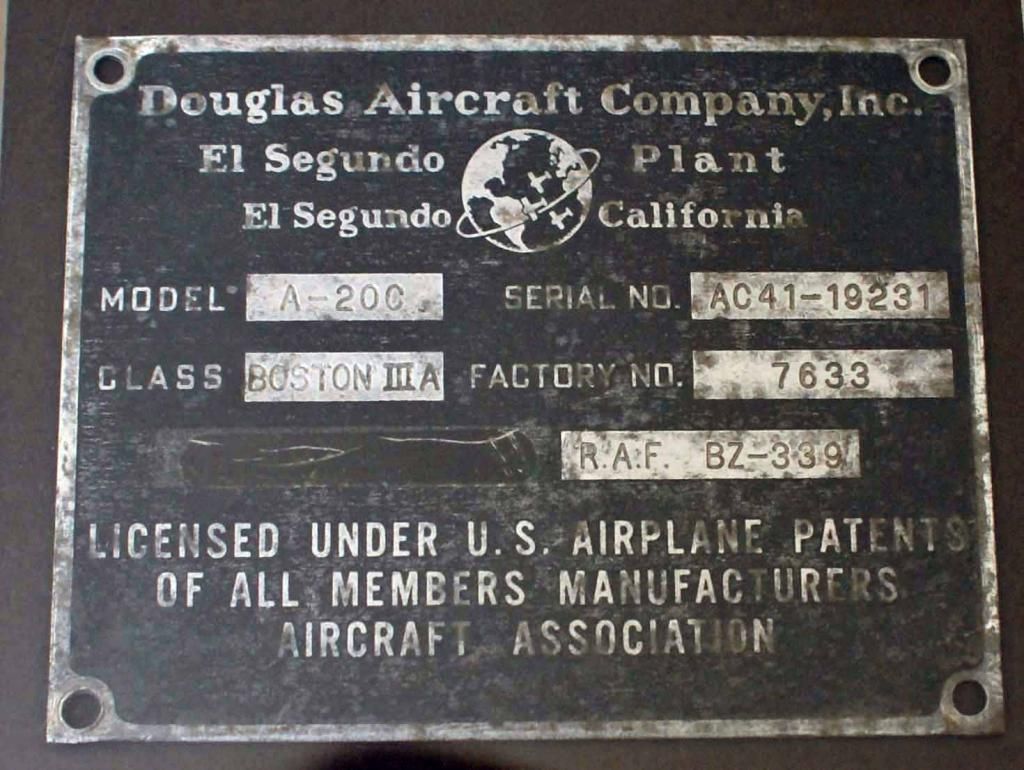 Douglas Aircraft Company, Inc.
El Segundo Plant
El Segundo California
MODEL A-20C SERIAL NO. AC41-19231
CLASS BOSTON III A FACTORY NO. 7633
R.A.F. BZ-339
LICENSED UNDER U.S. AIRPLANE PATENTS
OF ALL MEMBERS MANUFACTURERS
AIRCRAFT ASSOCIATION